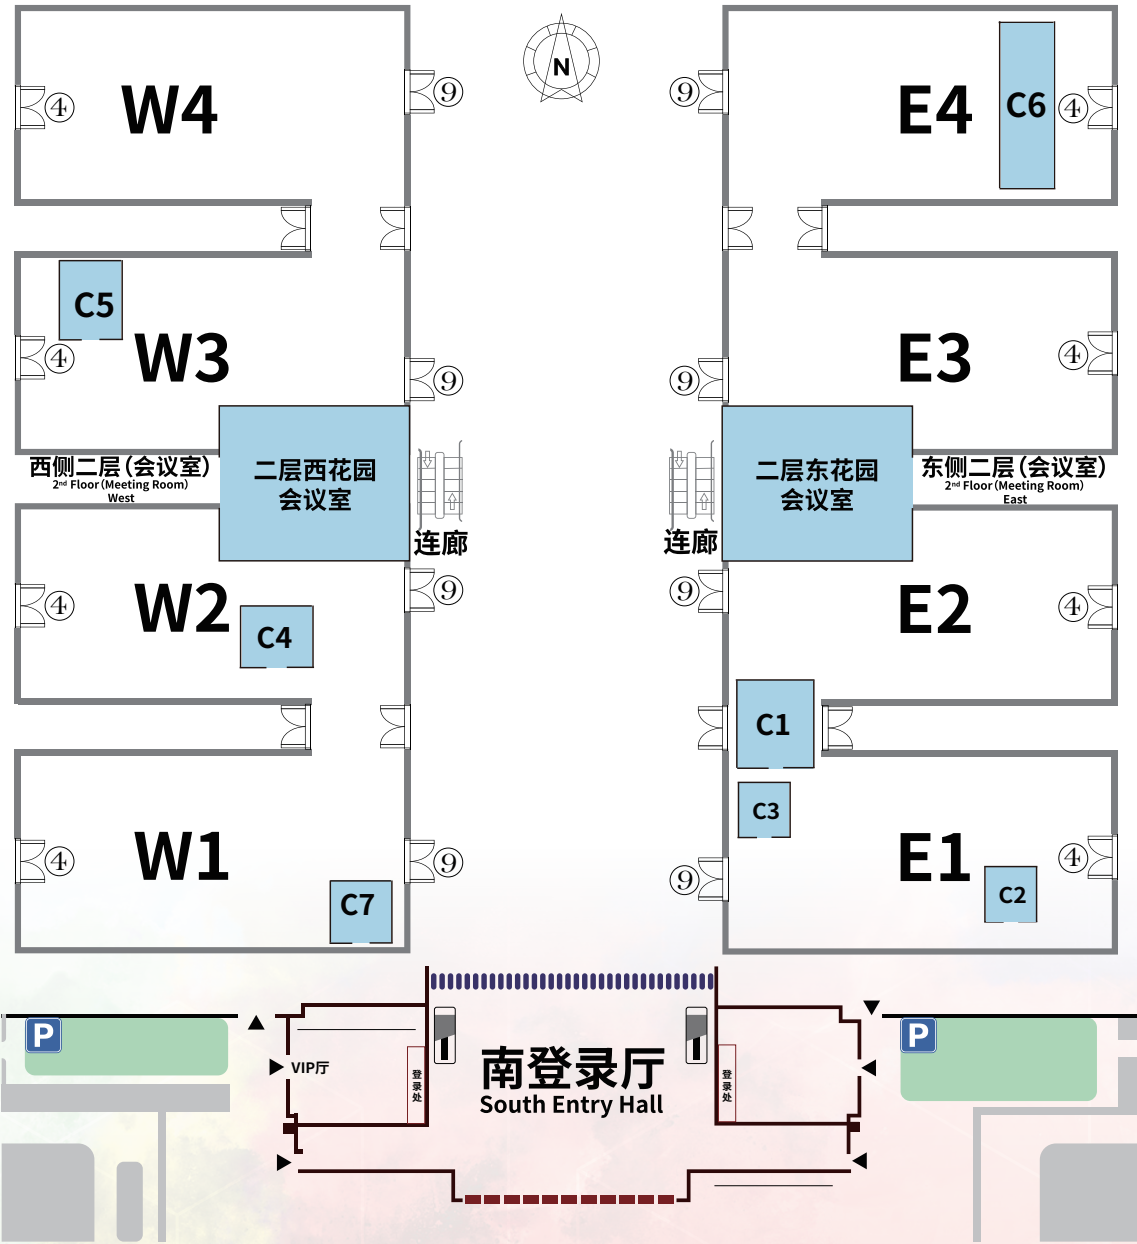 N
W4
④
⑨
⑨
E4
C6
④
C5
W3
④
⑨
⑨
E3
④
西侧二层（会议室）
2nd Floor (Meeting Room)
West
二层西花园
会议室
连廊
连廊
二层东花园
会议室
东侧二层（会议室）
2nd Floor (Meeting Room)
East
W2
④
⑨
⑨
E2
④
C4
C1
C3
W1
④
⑨
⑨
E1
④
C7
C2
P
P
VIP厅
登录处
南登录厅
South Entry Hall
登录处